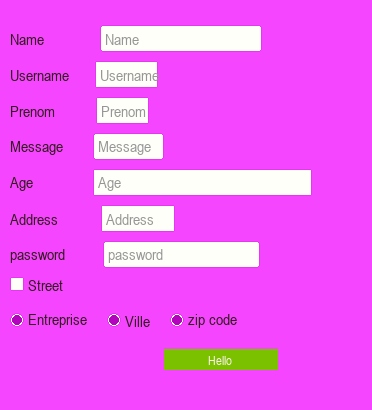 Name Name
Username Username
Prenom Prenom
Message Message
Age Age
Address Address
password password
Street
Entreprise Ville zip code
Hello